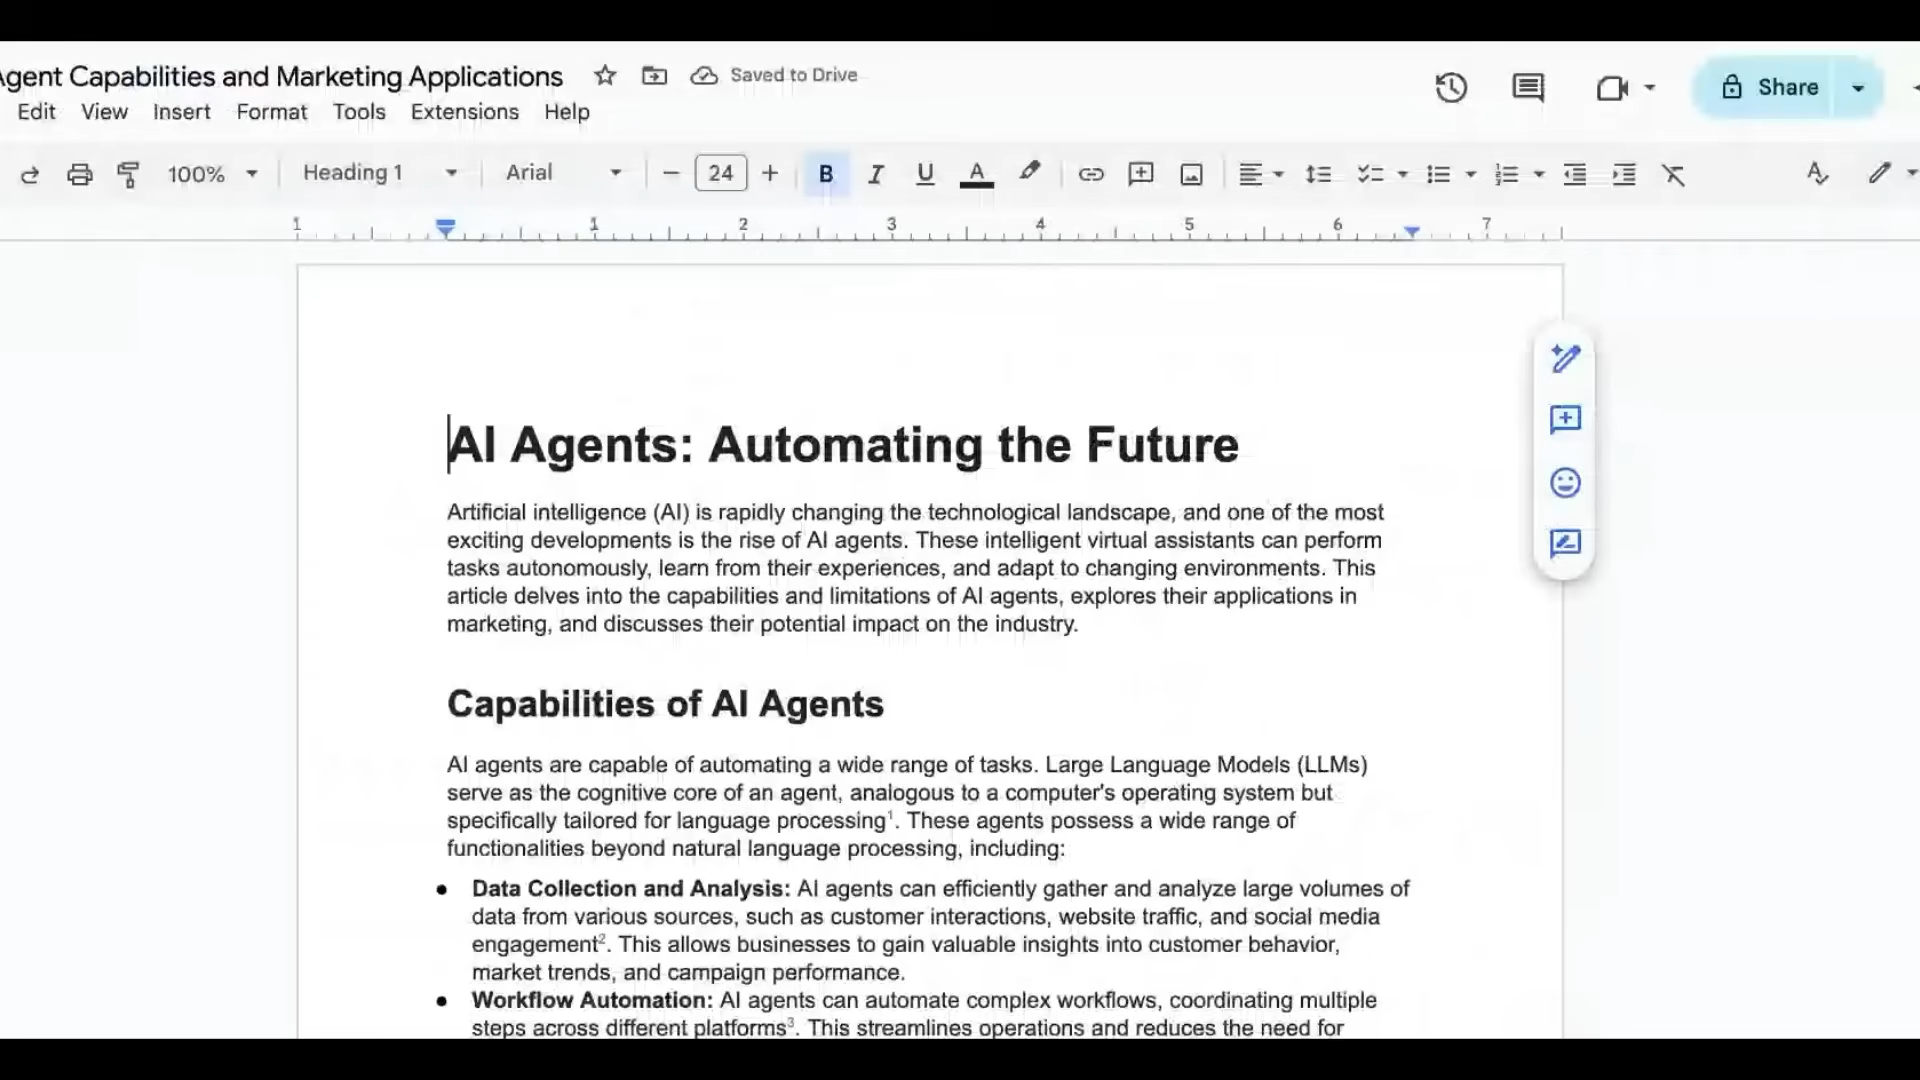 Agent Capabilities and Marketing Applications Saved to Drive
Edit View Insert Format Tools Extensions Help
Share
100% Heading 1 Arial 24 B I U A
1 1 2 3 4 5 6 7
AI Agents: Automating the Future
Artificial intelligence (AI) is rapidly changing the technological landscape, and one of the most
exciting developments is the rise of AI agents. These intelligent virtual assistants can perform
tasks autonomously, learn from their experiences, and adapt to changing environments. This
article delves into the capabilities and limitations of AI agents, explores their applications in
marketing, and discusses their potential impact on the industry.
Capabilities of AI Agents
AI agents are capable of automating a wide range of tasks. Large Language Models (LLMs)
serve as the cognitive core of an agent, analogous to a computer's operating system but
specifically tailored for language processing¹. These agents possess a wide range of
functionalities beyond natural language processing, including:
● Data Collection and Analysis: AI agents can efficiently gather and analyze large volumes of
data from various sources, such as customer interactions, website traffic, and social media
engagement². This allows businesses to gain valuable insights into customer behavior,
market trends, and campaign performance.
● Workflow Automation: AI agents can automate complex workflows, coordinating multiple
steps across different platforms³. This streamlines operations and reduces the need for